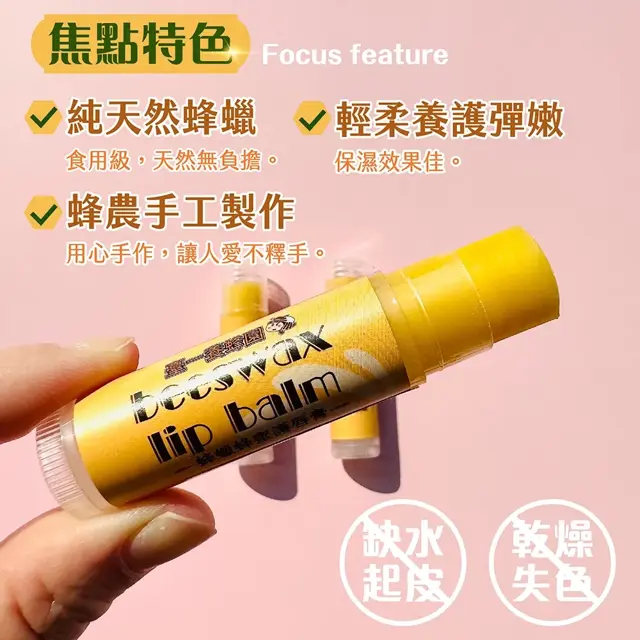 焦點特色 Focus feature
純天然蜂蠟
食用級，天然無負擔。
輕柔養護彈嫩
保濕效果佳。
蜂農手工製作
用心手作，讓人愛不釋手。
beeswax
lip balm
缺水
起皮
乾燥
失色